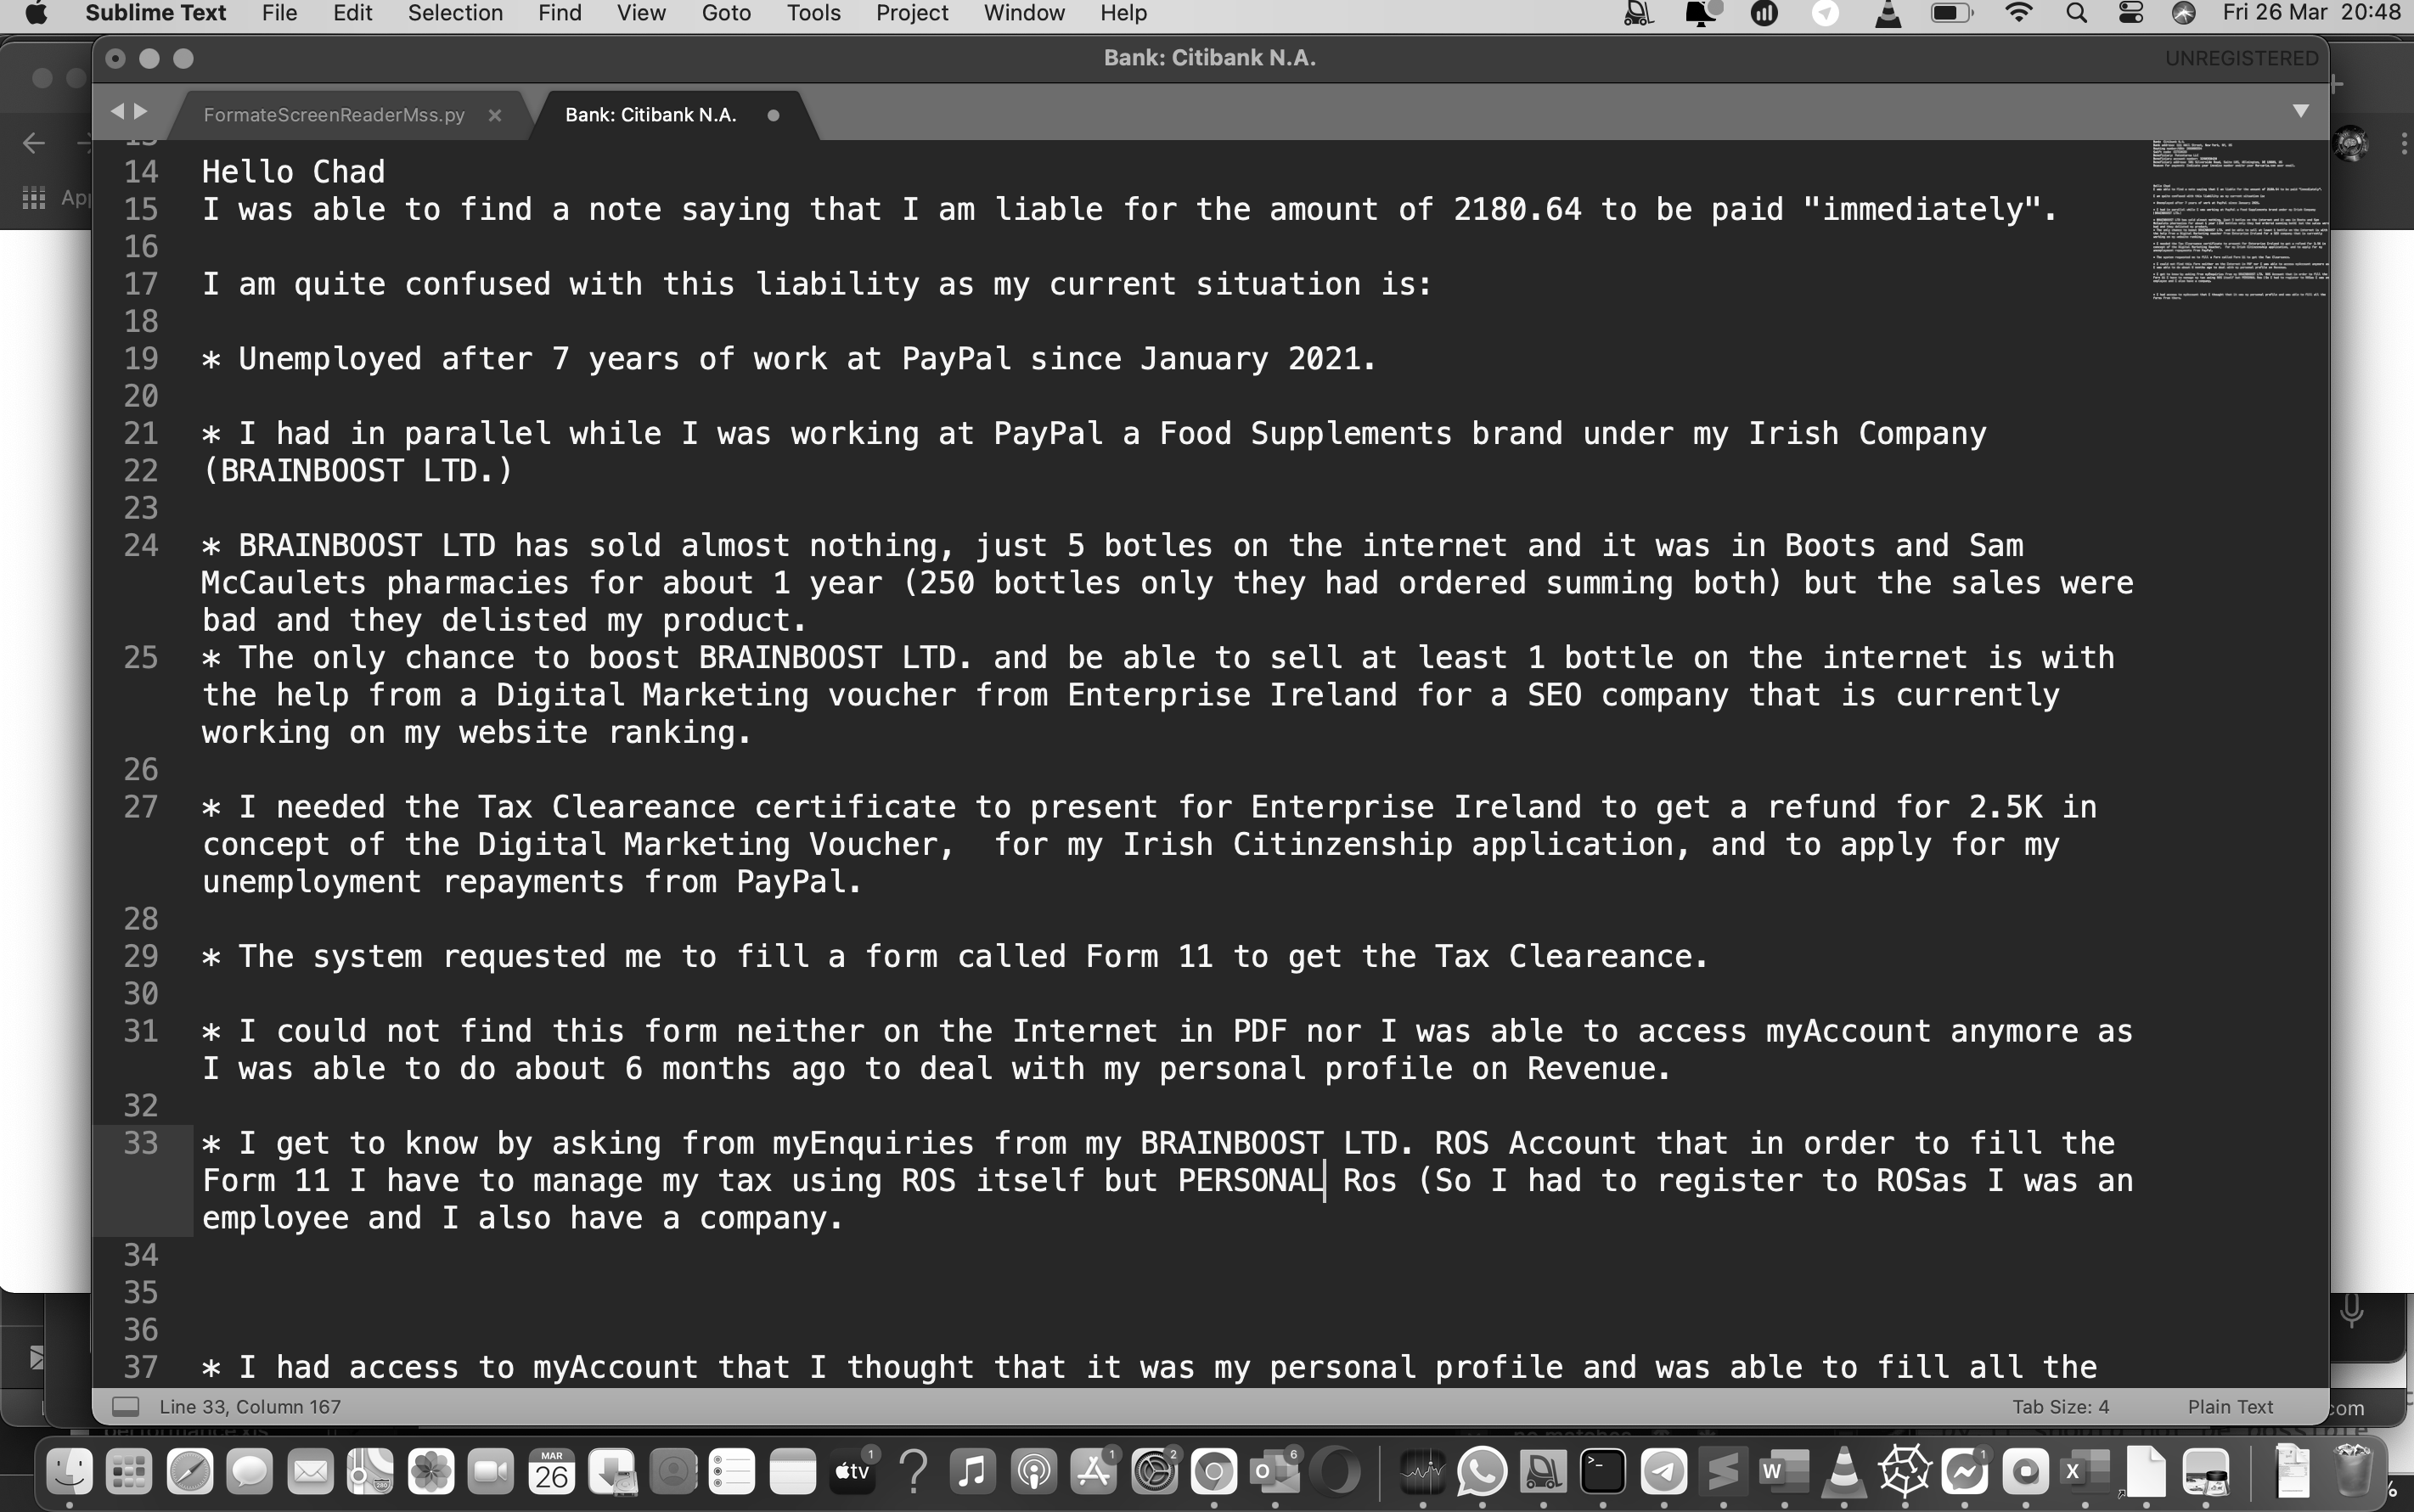 Sublime Text File Edit Selection Find View Goto Tools Project Window Help Fri 26 Mar 20:48
Bank: Citibank N.A. UNREGISTERED
FormateScreenReaderMss.py Bank: Citibank N.A.
14 Hello Chad
15 I was able to find a note saying that I am liable for the amount of 2180.64 to be paid "immediately".
16
17 I am quite confused with this liability as my current situation is:
18
19 * Unemployed after 7 years of work at PayPal since January 2021.
20
21 * I had in parallel while I was working at PayPal a Food Supplements brand under my Irish Company
22 (BRAINBOOST LTD.)
23
24 * BRAINBOOST LTD has sold almost nothing, just 5 botles on the internet and it was in Boots and Sam
McCaulets pharmacies for about 1 year (250 bottles only they had ordered summing both) but the sales were
bad and they delisted my product.
25 * The only chance to boost BRAINBOOST LTD. and be able to sell at least 1 bottle on the internet is with
the help from a Digital Marketing voucher from Enterprise Ireland for a SEO company that is currently
working on my website ranking.
26
27 * I needed the Tax Cleareance certificate to present for Enterprise Ireland to get a refund for 2.5K in
concept of the Digital Marketing Voucher,  for my Irish Citinzenship application, and to apply for my
unemployment repayments from PayPal.
28
29 * The system requested me to fill a form called Form 11 to get the Tax Cleareance.
30
31 * I could not find this form neither on the Internet in PDF nor I was able to access myAccount anymore as
I was able to do about 6 months ago to deal with my personal profile on Revenue.
32
33 * I get to know by asking from myEnquiries from my BRAINBOOST LTD. ROS Account that in order to fill the
Form 11 I have to manage my tax using ROS itself but PERSONAL Ros (So I had to register to ROSas I was an
employee and I also have a company.
34
35
36
37 * I had access to myAccount that I thought that it was my personal profile and was able to fill all the
Line 33, Column 167 Tab Size: 4 Plain Text
MAR
26
tv